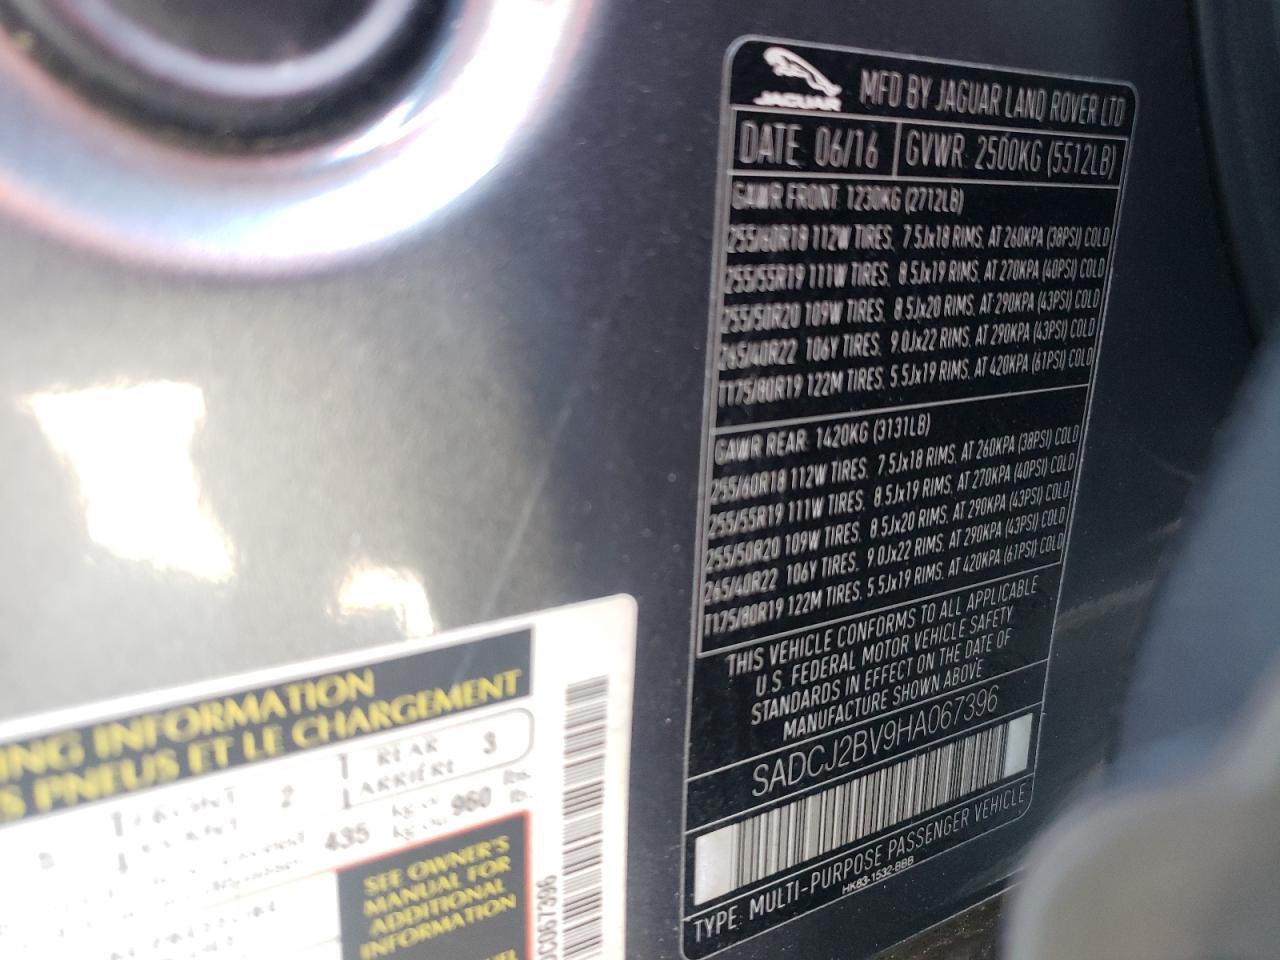 JAGUAR
MFD BY JAGUAR LAND ROVER LTD
DATE: 06/16 GVWR: 2500KG (5512LB)
GAWR FRONT: 1230KG (2712LB)
255/60R18 112W TIRES, 7.5Jx18 RIMS, AT 260KPA (38PSI) COLD
255/55R19 111W TIRES, 8.5Jx19 RIMS, AT 270KPA (40PSI) COLD
255/50R20 109W TIRES, 8.5Jx20 RIMS, AT 290KPA (43PSI) COLD
265/40R22 106Y TIRES, 9.0Jx22 RIMS, AT 290KPA (43PSI) COLD
T175/80R19 122M TIRES, 5.5Jx19 RIMS, AT 420KPA (61PSI) COLD
GAWR REAR: 1420KG (3131LB)
255/60R18 112W TIRES, 7.5Jx18 RIMS, AT 260KPA (38PSI) COLD
255/55R19 111W TIRES, 8.5Jx19 RIMS, AT 270KPA (40PSI) COLD
255/50R20 109W TIRES, 8.5Jx20 RIMS, AT 290KPA (43PSI) COLD
265/40R22 106Y TIRES, 9.0Jx22 RIMS, AT 290KPA (43PSI) COLD
T175/80R19 122M TIRES, 5.5Jx19 RIMS, AT 420KPA (61PSI) COLD
THIS VEHICLE CONFORMS TO ALL APPLICABLE
U.S. FEDERAL MOTOR VEHICLE SAFETY
STANDARDS IN EFFECT ON THE DATE OF
MANUFACTURE SHOWN ABOVE
SADCJ2BV9HA067396
TYPE: MULTI-PURPOSE PASSENGER VEHICLE
HK83-1532-BBB
ING INFORMATION
S PNEUS ET LE CHARGEMENT
2 REAR 3
ARRIÈRE
435 kg ou 960 lb.
SEE OWNER'S
MANUAL FOR
ADDITIONAL
INFORMATION
C067396